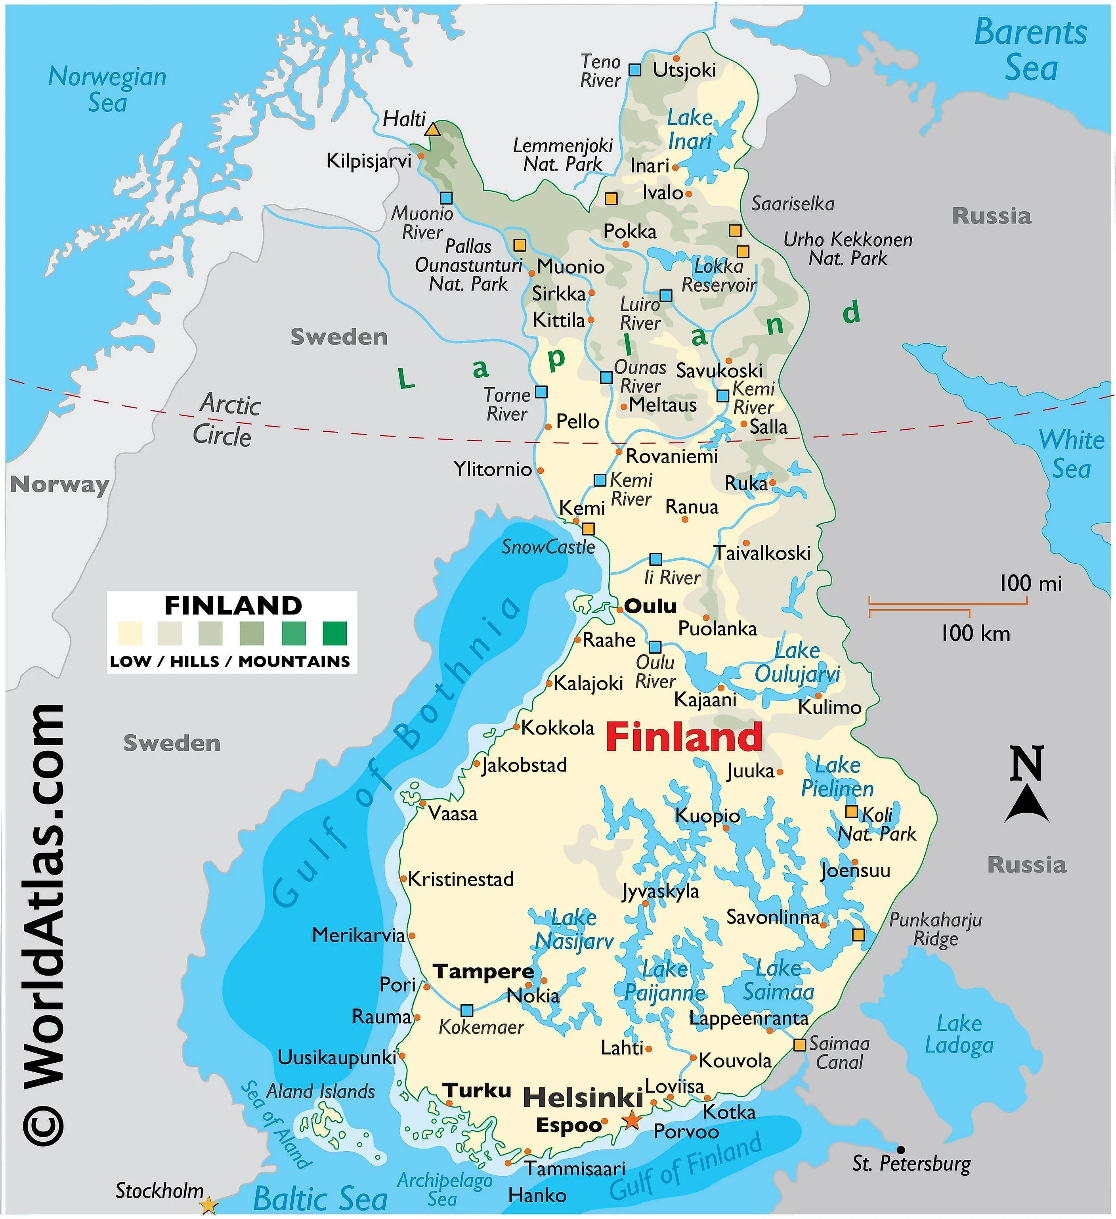 Barents
Sea
Norwegian
Sea
Teno
River
Utsjoki
Halti
Lake
Inari
Kilpisjarvi
Lemmenjoki
Nat. Park
Inari
Ivalo
Saariselka
Russia
Muonio
River
Pokka
Urho Kekkonen
Nat. Park
Pallas
Ounastunturi
Nat. Park
Muonio
Lokka
Reservoir
Sirkka
Luiro
River
Kittila
Sweden
Lapland
Savukoski
Ounas
River
Torne
River
Kemi
River
Meltaus
Arctic
Circle
Pello
Salla
White
Sea
Rovaniemi
Ylitornio
Norway
Kemi
River
Ruka
Kemi
Ranua
SnowCastle
Taivalkoski
Ii River
100 mi
100 km
FINLAND
LOW / HILLS / MOUNTAINS
Oulu
Puolanka
Raahe
Oulu
River
Lake
Oulujarvi
Kalajoki
Kajaani
Kulimo
Gulf of Bothnia
Kokkola
Finland
Sweden
Jakobstad
Juuka
Lake
Pielinen
N
Vaasa
Kuopio
Koli
Nat. Park
Russia
Joensuu
Kristinestad
Jyvaskyla
Savonlinna
Punkaharju
Ridge
Merikarvia
Lake
Nasijarv
Tampere
Lake
Paijanne
Lake
Saimaa
Pori
Nokia
Rauma
Kokemaer
Lappeenranta
Lake
Ladoga
Uusikaupunki
Lahti
Kouvola
Saimaa
Canal
Aland Islands
Turku
Helsinki
Loviisa
Kotka
Espoo
Porvoo
Sea of Aland
Tammisaari
Gulf of Finland
St. Petersburg
Stockholm
Baltic Sea
Archipelago
Sea
Hanko
© WorldAtlas.com